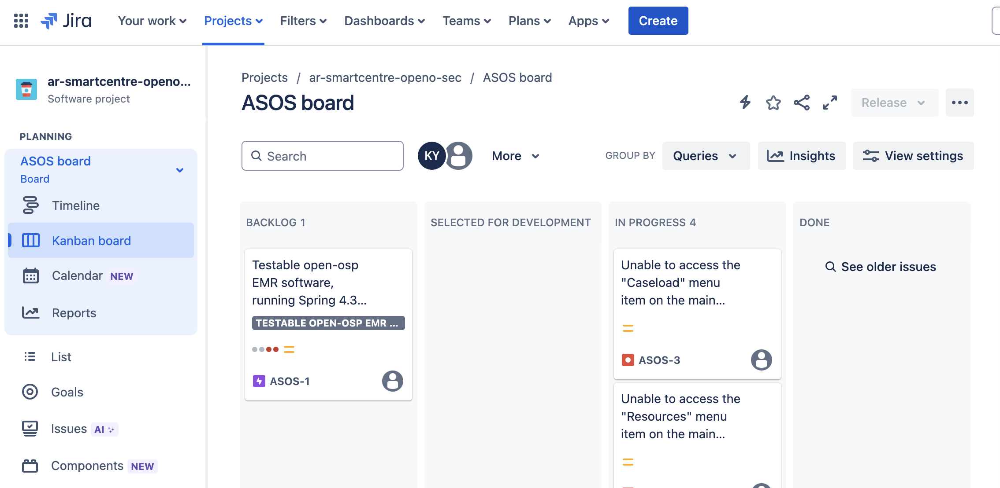 Jira
Your work
Projects
Filters
Dashboards
Teams
Plans
Apps
Create
ar-smartcentre-openo...
Software project
PLANNING
ASOS board
Board
Timeline
Kanban board
Calendar NEW
Reports
List
Goals
Issues AI
Components NEW
Projects / ar-smartcentre-openo-sec / ASOS board
ASOS board
Release
Search
KY
More
GROUP BY
Queries
Insights
View settings
BACKLOG 1
Testable open-osp
EMR software,
running Spring 4.3...
TESTABLE OPEN-OSP EMR ...
ASOS-1
SELECTED FOR DEVELOPMENT
IN PROGRESS 4
Unable to access the
"Caseload" menu
item on the main...
ASOS-3
Unable to access the
"Resources" menu
item on the main...
DONE
See older issues